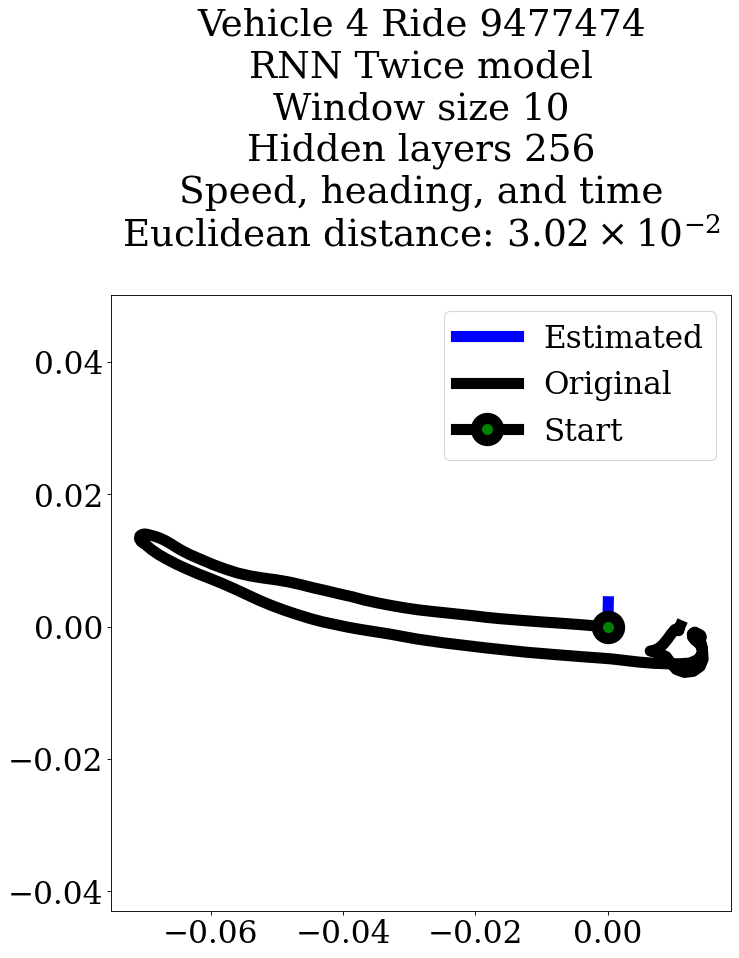 Vehicle 4 Ride 9477474
RNN Twice model
Window size 10
Hidden layers 256
Speed, heading, and time
Euclidean distance: 3.02 × 10⁻²
Estimated
Original
Start
0.04
0.02
0.00
−0.02
−0.04
−0.06 −0.04 −0.02 0.00